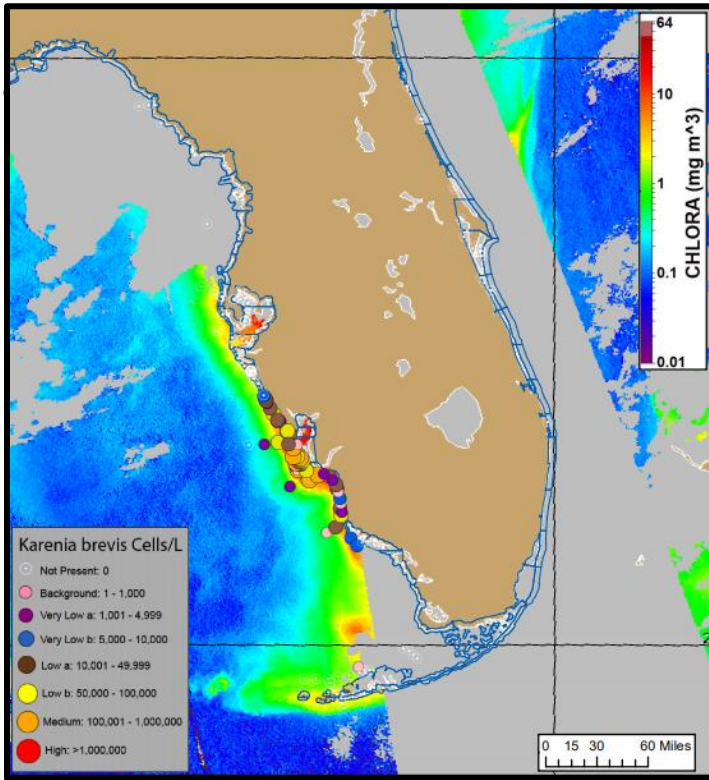 64
10
1
0.1
0.01
CHLORA (mg m^3)
Karenia brevis Cells/L
Not Present: 0
Background: 1 - 1,000
Very Low a: 1,001 - 4,999
Very Low b: 5,000 - 10,000
Low a: 10,001 - 49,999
Low b: 50,000 - 100,000
Medium: 100,001 - 1,000,000
High: >1,000,000
2
0 15 30 60 Miles